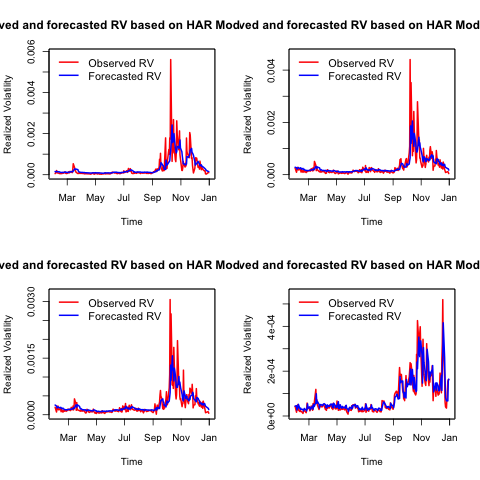 ved and forecasted RV based on HAR Mod
Observed RV
Forecasted RV
Realized Volatility
0.000
0.002
0.004
0.006
Mar
May
Jul
Sep
Nov
Jan
Time
ved and forecasted RV based on HAR Mod
Observed RV
Forecasted RV
Realized Volatility
0.000
0.002
0.004
Mar
May
Jul
Sep
Nov
Jan
Time
ved and forecasted RV based on HAR Mod
Observed RV
Forecasted RV
Realized Volatility
0.0000
0.0015
0.0030
Mar
May
Jul
Sep
Nov
Jan
Time
ved and forecasted RV based on HAR Mod
Observed RV
Forecasted RV
Realized Volatility
0e+00
2e-04
4e-04
Mar
May
Jul
Sep
Nov
Jan
Time